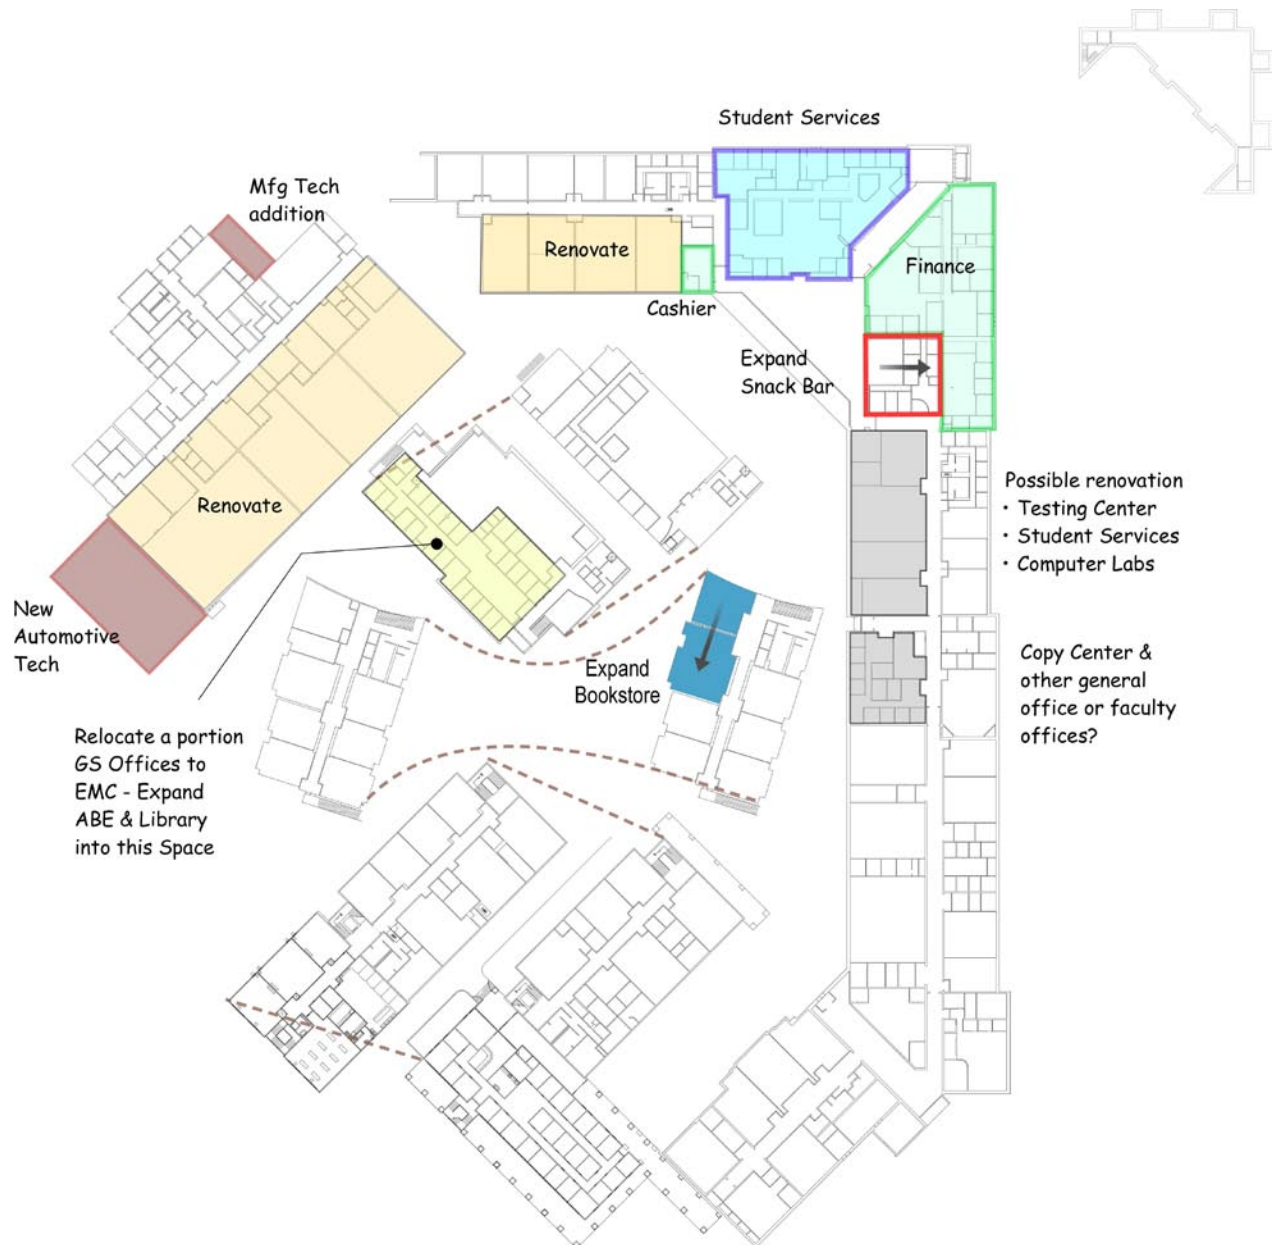 Student Services
Mfg Tech
addition
Renovate
Finance
Cashier
Expand
Snack Bar
Renovate
Possible renovation
• Testing Center
• Student Services
• Computer Labs
New
Automotive
Tech
Expand
Bookstore
Copy Center &
other general
office or faculty
offices?
Relocate a portion
GS Offices to
EMC - Expand
ABE & Library
into this Space